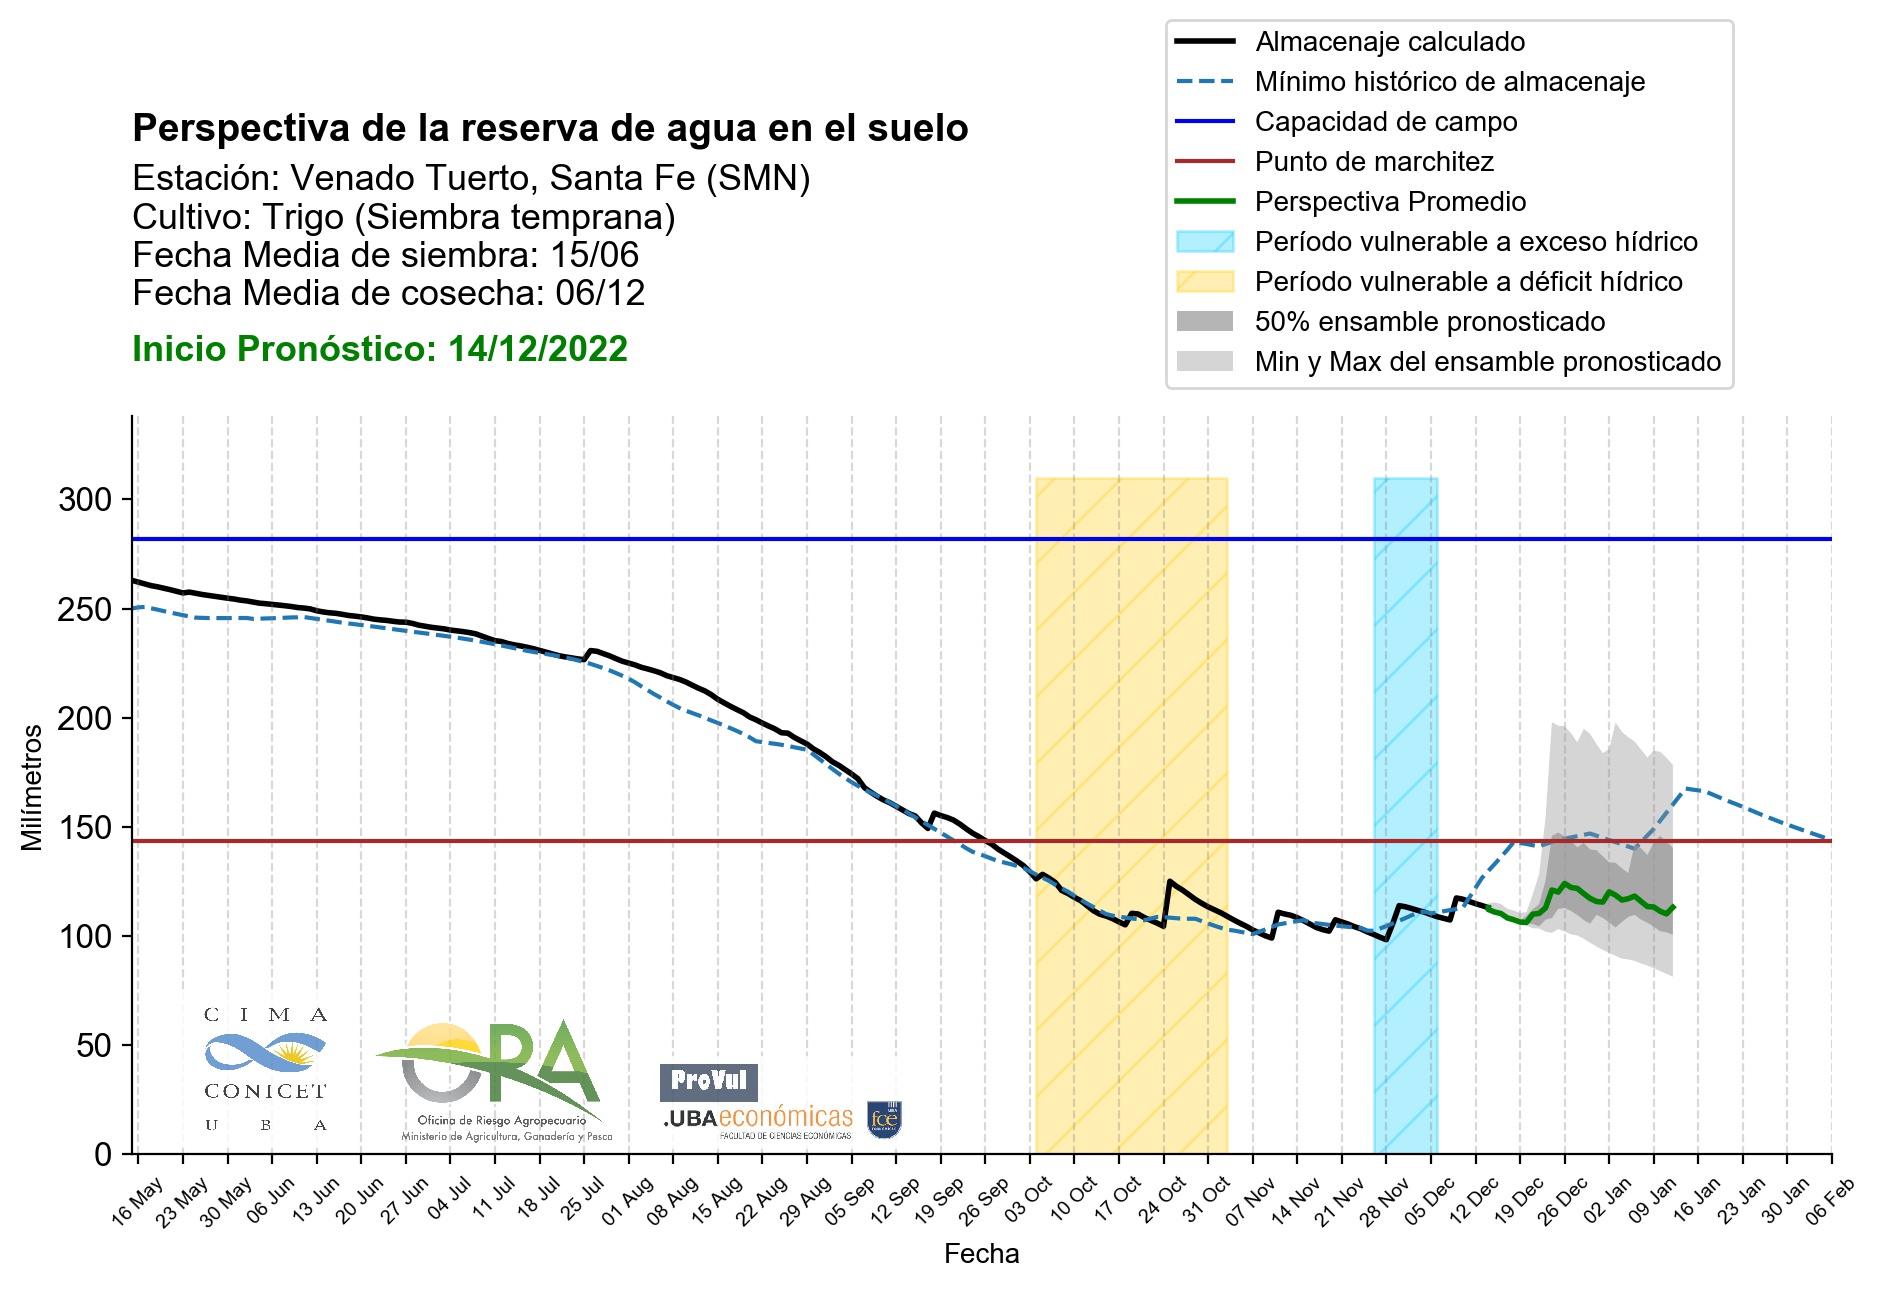 Almacenaje calculado
Mínimo histórico de almacenaje
Capacidad de campo
Punto de marchitez
Perspectiva Promedio
Período vulnerable a exceso hídrico
Período vulnerable a déficit hídrico
50% ensamble pronosticado
Min y Max del ensamble pronosticado
Perspectiva de la reserva de agua en el suelo
Estación: Venado Tuerto, Santa Fe (SMN)
Cultivo: Trigo (Siembra temprana)
Fecha Media de siembra: 15/06
Fecha Media de cosecha: 06/12
Inicio Pronóstico: 14/12/2022
Milímetros
300
250
200
150
100
50
0
CIMA
CONICET
UBA
ORA
Oficina de Riesgo Agropecuario
Ministerio de Agricultura, Ganadería y Pesca
ProVul
.UBAeconómicas
FACULTAD DE CIENCIAS ECONÓMICAS
fce
16 May
23 May
30 May
06 Jun
13 Jun
20 Jun
27 Jun
04 Jul
11 Jul
18 Jul
25 Jul
01 Aug
08 Aug
15 Aug
22 Aug
29 Aug
05 Sep
12 Sep
19 Sep
26 Sep
03 Oct
10 Oct
17 Oct
24 Oct
31 Oct
07 Nov
14 Nov
21 Nov
28 Nov
05 Dec
12 Dec
19 Dec
26 Dec
02 Jan
09 Jan
16 Jan
23 Jan
30 Jan
06 Feb
Fecha